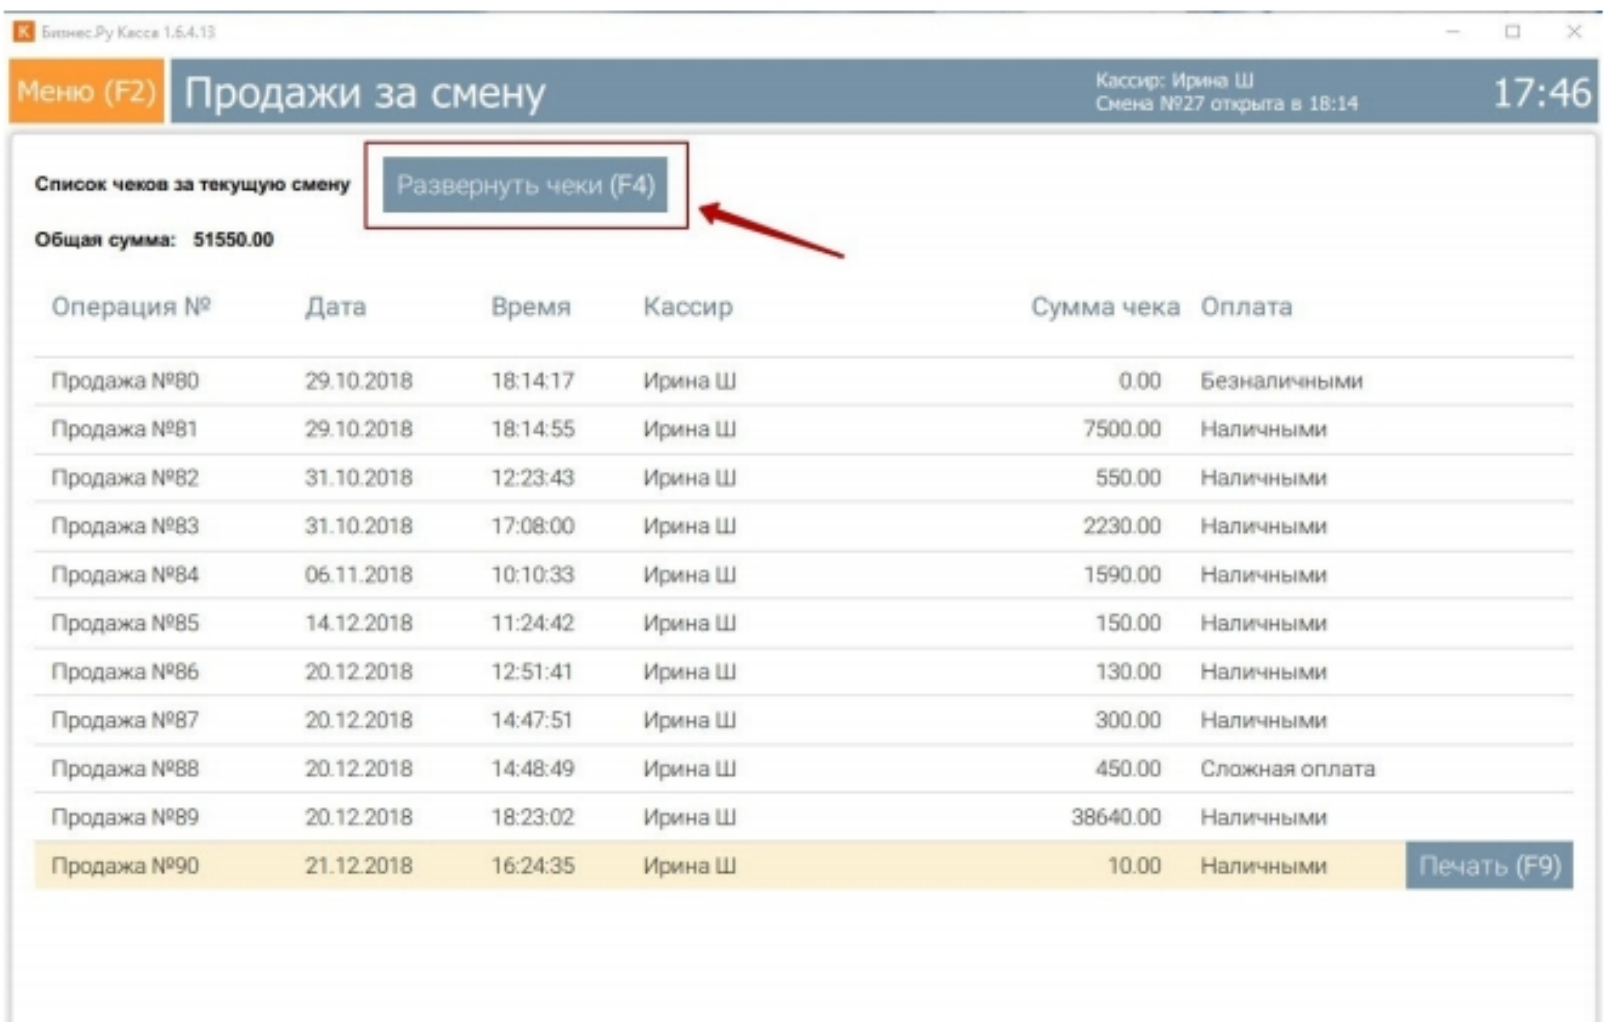 K Бизнес.Ру Касса 1.6.4.13
Меню (F2) Продажи за смену Кассир: Ирина Ш 17:46
Смена №27 открыта в 18:14
Список чеков за текущую смену Развернуть чеки (F4)
Общая сумма: 51550.00
Операция № Дата Время Кассир Сумма чека Оплата
Продажа №80 29.10.2018 18:14:17 Ирина Ш 0.00 Безналичными
Продажа №81 29.10.2018 18:14:55 Ирина Ш 7500.00 Наличными
Продажа №82 31.10.2018 12:23:43 Ирина Ш 550.00 Наличными
Продажа №83 31.10.2018 17:08:00 Ирина Ш 2230.00 Наличными
Продажа №84 06.11.2018 10:10:33 Ирина Ш 1590.00 Наличными
Продажа №85 14.12.2018 11:24:42 Ирина Ш 150.00 Наличными
Продажа №86 20.12.2018 12:51:41 Ирина Ш 130.00 Наличными
Продажа №87 20.12.2018 14:47:51 Ирина Ш 300.00 Наличными
Продажа №88 20.12.2018 14:48:49 Ирина Ш 450.00 Сложная оплата
Продажа №89 20.12.2018 18:23:02 Ирина Ш 38640.00 Наличными
Продажа №90 21.12.2018 16:24:35 Ирина Ш 10.00 Наличными Печать (F9)